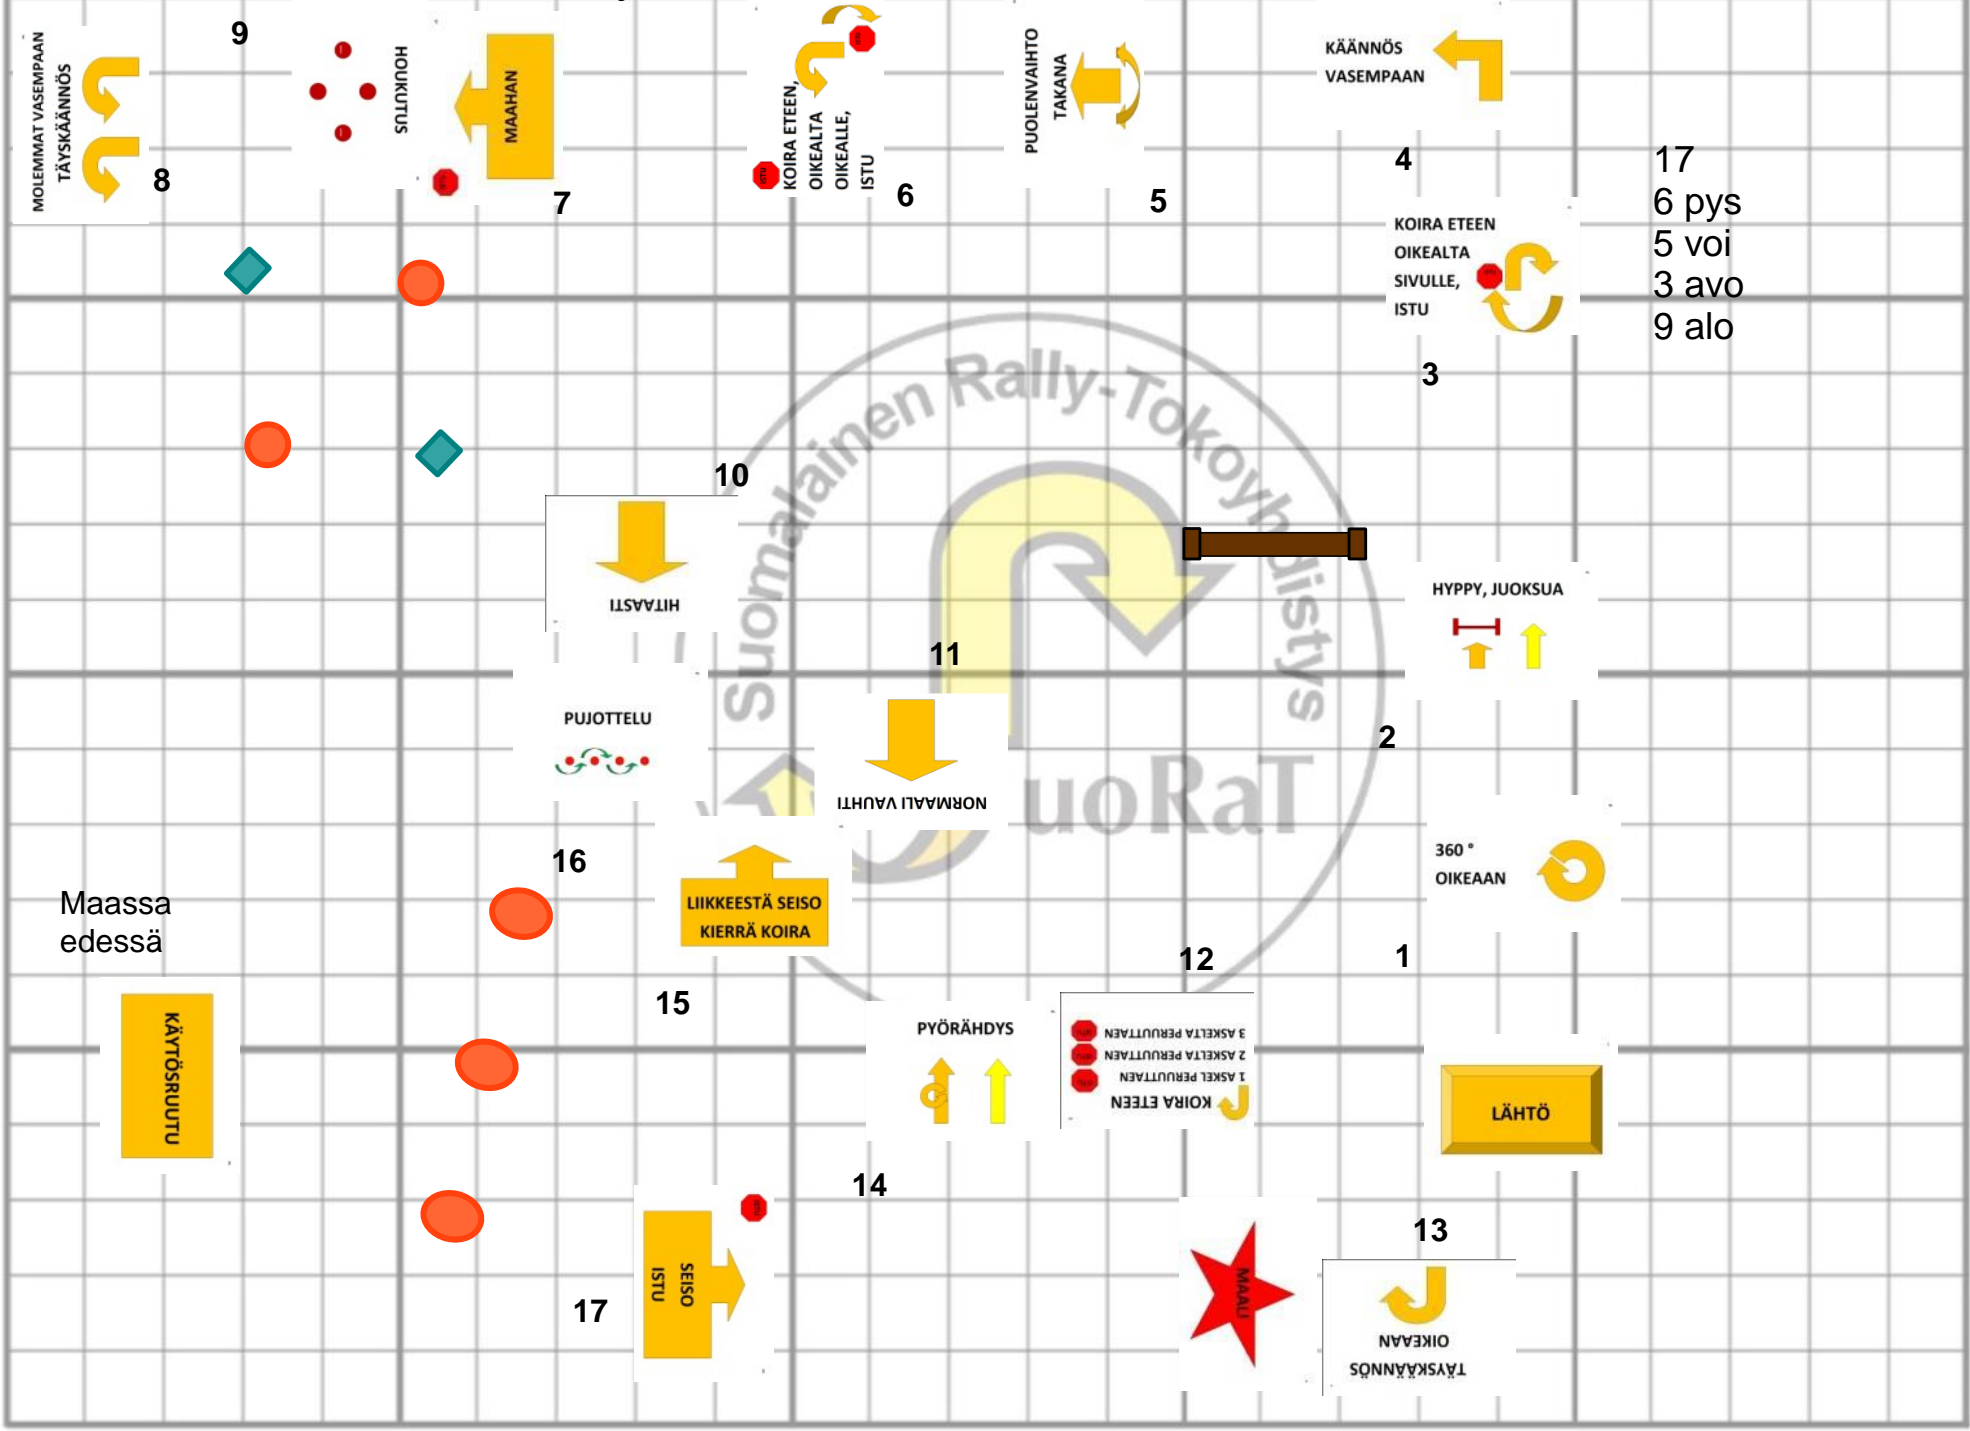 9
MOLEMMAT VASEMPAAN
TÄYSKÄÄNNÖS
8
HOUKUTUS
MAAHAN
ISTU
7
ISTU
KOIRA ETEEN,
OIKEALTA
OIKEALLE,
ISTU
6
PUOLENVAIHTO
TAKANA
5
KÄÄNNÖS
VASEMPAAN
4
17
6 pys
5 voi
3 avo
9 alo
KOIRA ETEEN
OIKEALTA
SIVULLE,
ISTU
3
Suomalainen Rally-Tokoyhdistys
10
HITAASTI
HYPPY, JUOKSUA
11
2
PUJOTTELU
NORMAALI VAUHTI
uoRaT
16
LIIKKEESTÄ SEISO
KIERRÄ KOIRA
360 °
OIKEAAN
Maassa
edessä
12
1
15
KÄYTÖSRUUTU
PYÖRÄHDYS
KOIRA ETEEN
1 ASKEL PERUUTTAEN
2 ASKELTA PERUUTTAEN
3 ASKELTA PERUUTTAEN
LÄHTÖ
14
13
17
SEISO
ISTU
MAALI
TÄYSKÄÄNNÖS
OIKEAAN